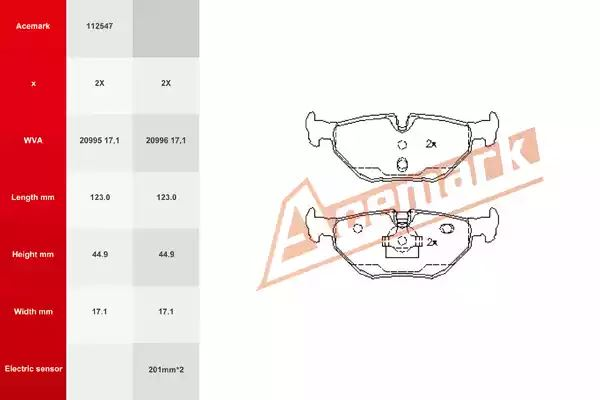 Acemark 112547
x 2X 2X
WVA 20995 17,1 20996 17,1
Length mm 123.0 123.0
Height mm 44.9 44.9
Width mm 17.1 17.1
Electric sensor 201mm*2
2x
2x
Acemark